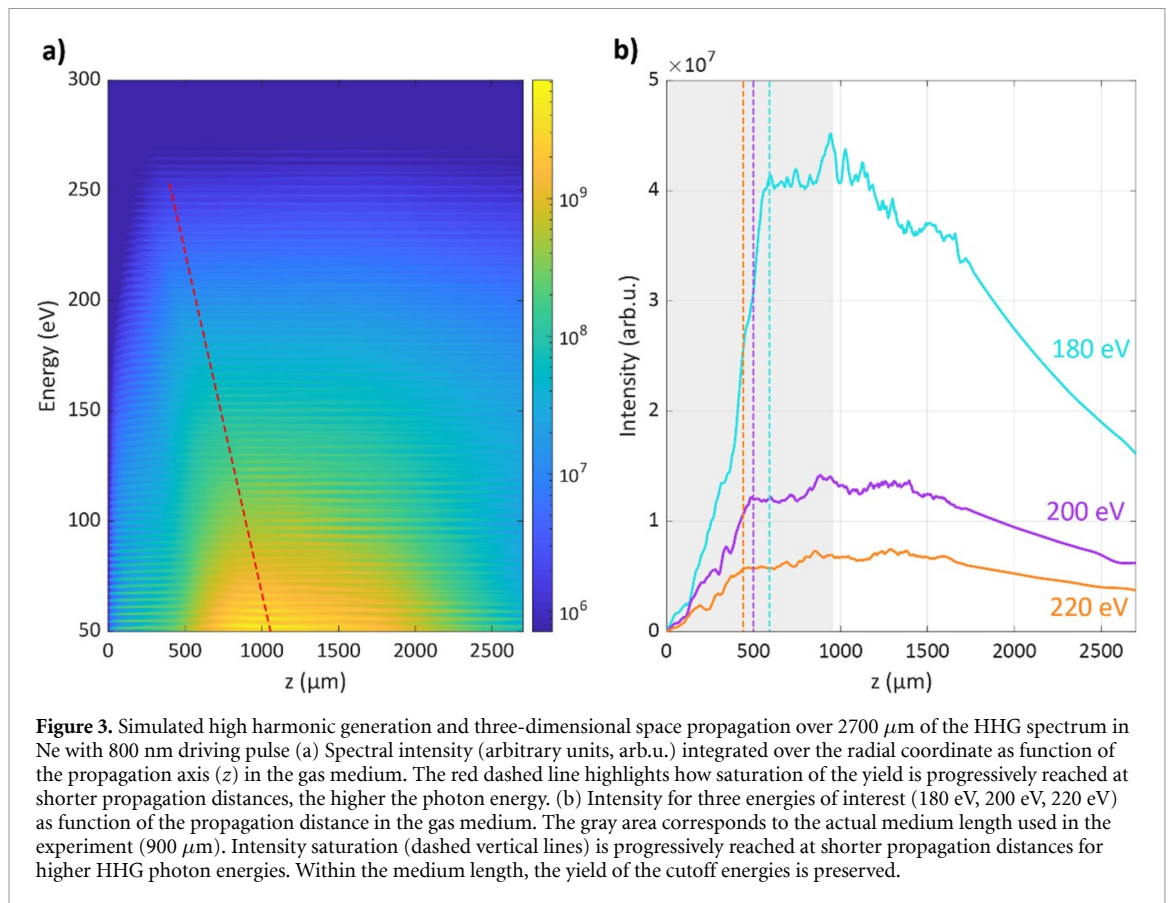 a)
300
250
200
150
100
50
Energy (eV)
0 500 1000 1500 2000 2500
z (μm)
10⁹
10⁸
10⁷
10⁶
b)
×10⁷
5
4
3
2
1
0
Intensity (arb.u.)
180 eV
200 eV
220 eV
0 500 1000 1500 2000 2500
z (μm)
Figure 3. Simulated high harmonic generation and three-dimensional space propagation over 2700 μm of the HHG spectrum in
Ne with 800 nm driving pulse (a) Spectral intensity (arbitrary units, arb.u.) integrated over the radial coordinate as function of
the propagation axis (z) in the gas medium. The red dashed line highlights how saturation of the yield is progressively reached at
shorter propagation distances, the higher the photon energy. (b) Intensity for three energies of interest (180 eV, 200 eV, 220 eV)
as function of the propagation distance in the gas medium. The gray area corresponds to the actual medium length used in the
experiment (900 μm). Intensity saturation (dashed vertical lines) is progressively reached at shorter propagation distances for
higher HHG photon energies. Within the medium length, the yield of the cutoff energies is preserved.